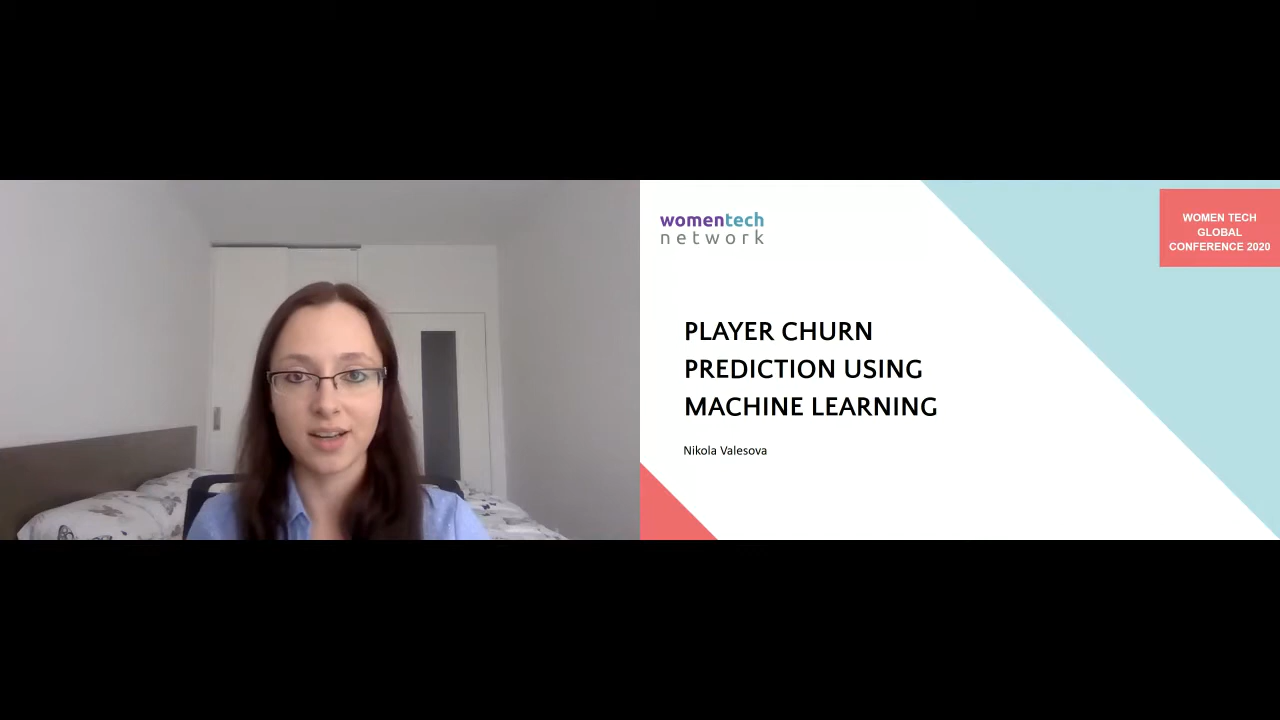 womentech
network
WOMEN TECH
GLOBAL
CONFERENCE 2020
PLAYER CHURN
PREDICTION USING
MACHINE LEARNING
Nikola Valesova